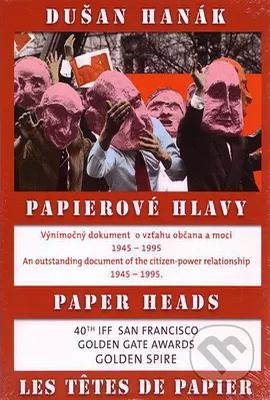 DUŠAN HANÁK
PAPIEROVÉ HLAVY
Výnimočný dokument o vzťahu občana a moci
1945 – 1995
An outstanding document of the citizen-power relationship
1945 – 1995.
PAPER HEADS
40TH IFF SAN FRANCISCO
GOLDEN GATE AWARDS
GOLDEN SPIRE
LES TÊTES DE PAPIER